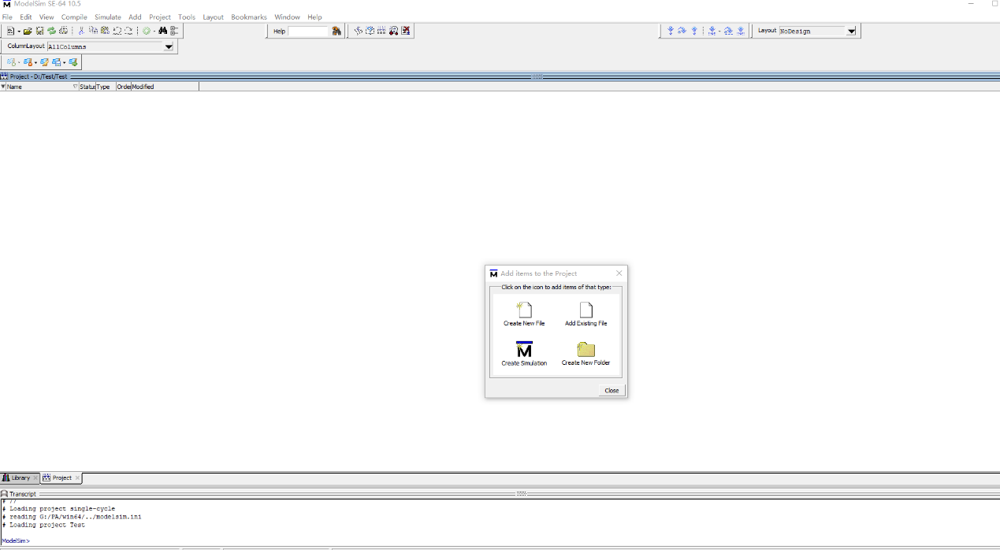 ModelSim SE-64 10.5
File Edit View Compile Simulate Add Project Tools Layout Bookmarks Window Help
Help Layout NoDesign
ColumnLayout AllColumns
Project - D:/Test/Test
Name Status Type Orde Modified
Add items to the Project
Click on the icon to add items of that type:
Create New File Add Existing File
Create Simulation Create New Folder
Close
Library Project
Transcript
# //
# Loading project single-cycle
# reading G:/PA/win64/../modelsim.ini
# Loading project Test
ModelSim>